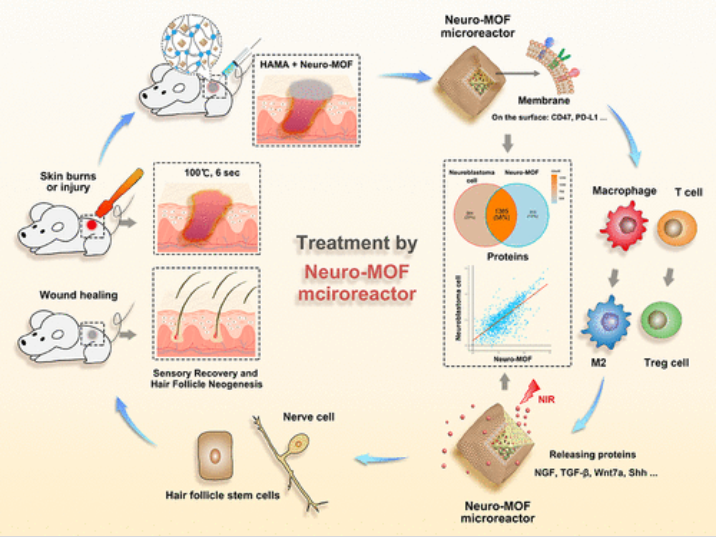 Neuro-MOF
microreactor
HAMA + Neuro-MOF
Membrane
On the surface: CD47, PD-L1 ...
Skin burns
or injury
100℃, 6 sec
Neuroblastoma
cell
Neuro-MOF
1385
(58%)
Proteins
Macrophage
T cell
Treatment by
Neuro-MOF
mciroreactor
Wound healing
Neuroblastoma cell
Neuro-MOF
M2
Treg cell
Sensory Recovery and
Hair Follicle Neogenesis
NIR
Nerve cell
Releasing proteins
NGF, TGF-β, Wnt7a, Shh ...
Hair follicle stem cells
Neuro-MOF
microreactor